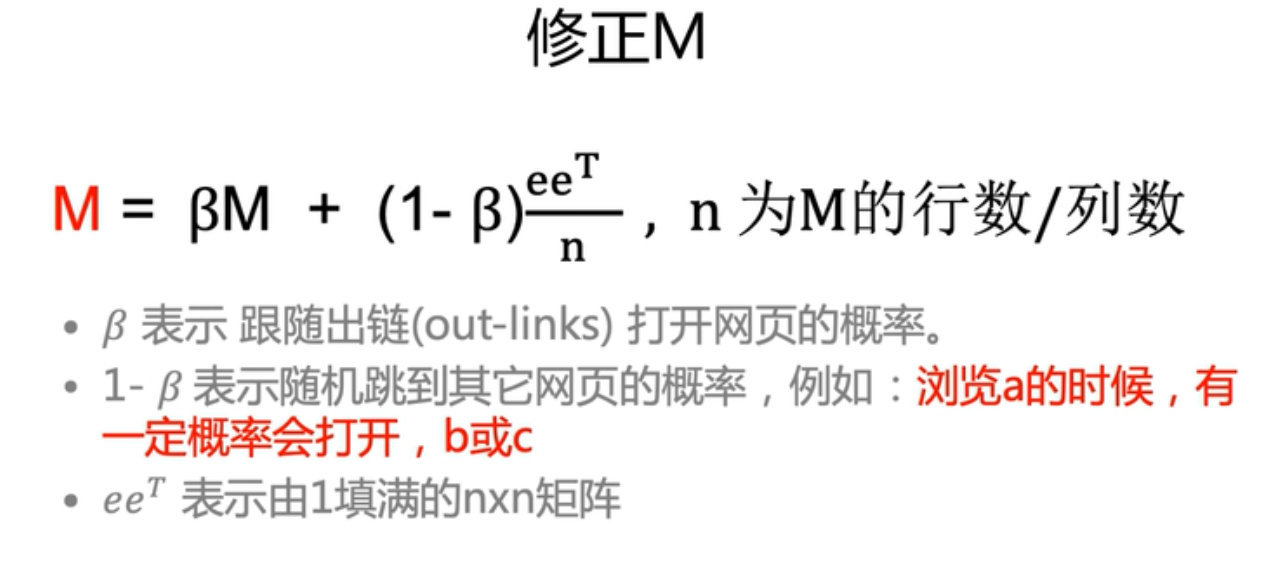 修正M
M = βM + (1- β)eeᵀ/n , n 为M的行数/列数
• β 表示 跟随出链(out-links) 打开网页的概率。
• 1- β 表示随机跳到其它网页的概率，例如：浏览a的时候，有
一定概率会打开，b或c
• eeᵀ 表示由1填满的nxn矩阵